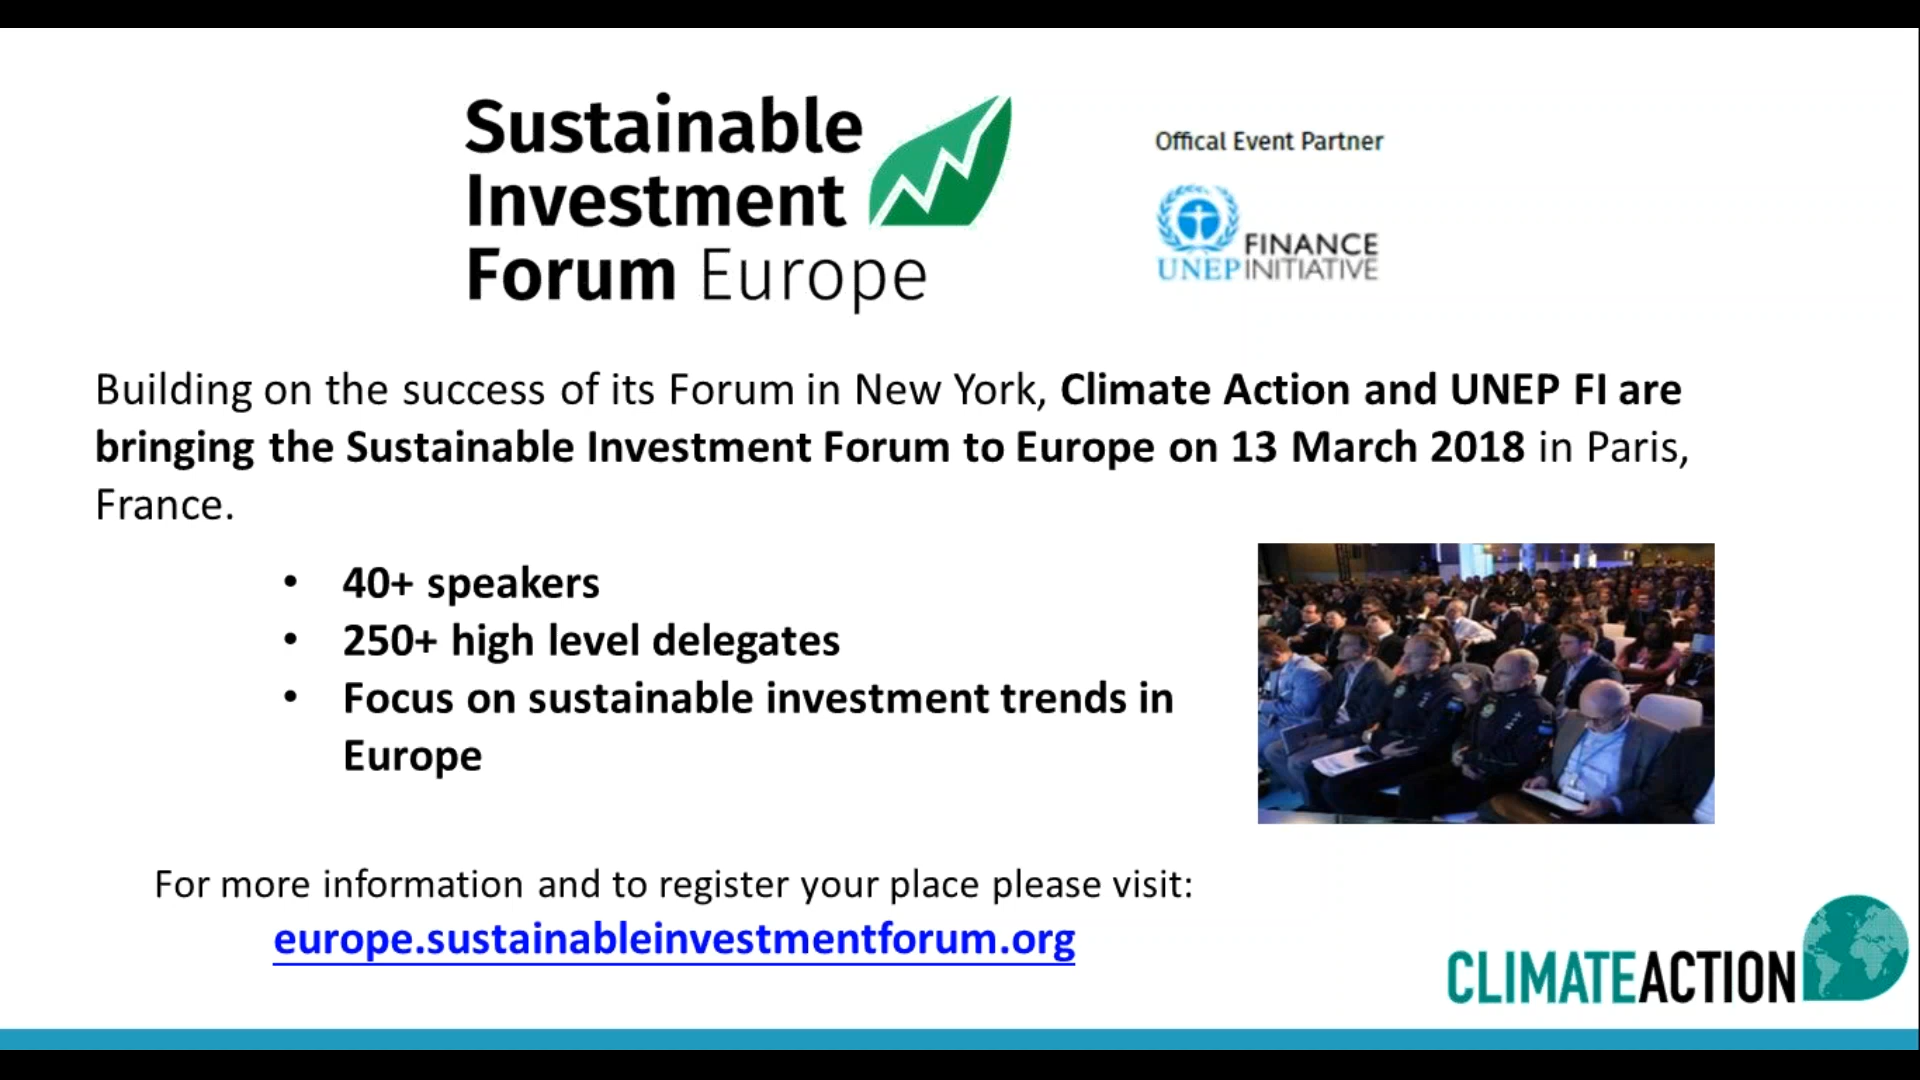 Sustainable
Investment
Forum Europe
Offical Event Partner
FINANCE
UNEP INITIATIVE
Building on the success of its Forum in New York, Climate Action and UNEP FI are
bringing the Sustainable Investment Forum to Europe on 13 March 2018 in Paris,
France.
• 40+ speakers
• 250+ high level delegates
• Focus on sustainable investment trends in
Europe
For more information and to register your place please visit:
europe.sustainableinvestmentforum.org
CLIMATEACTION